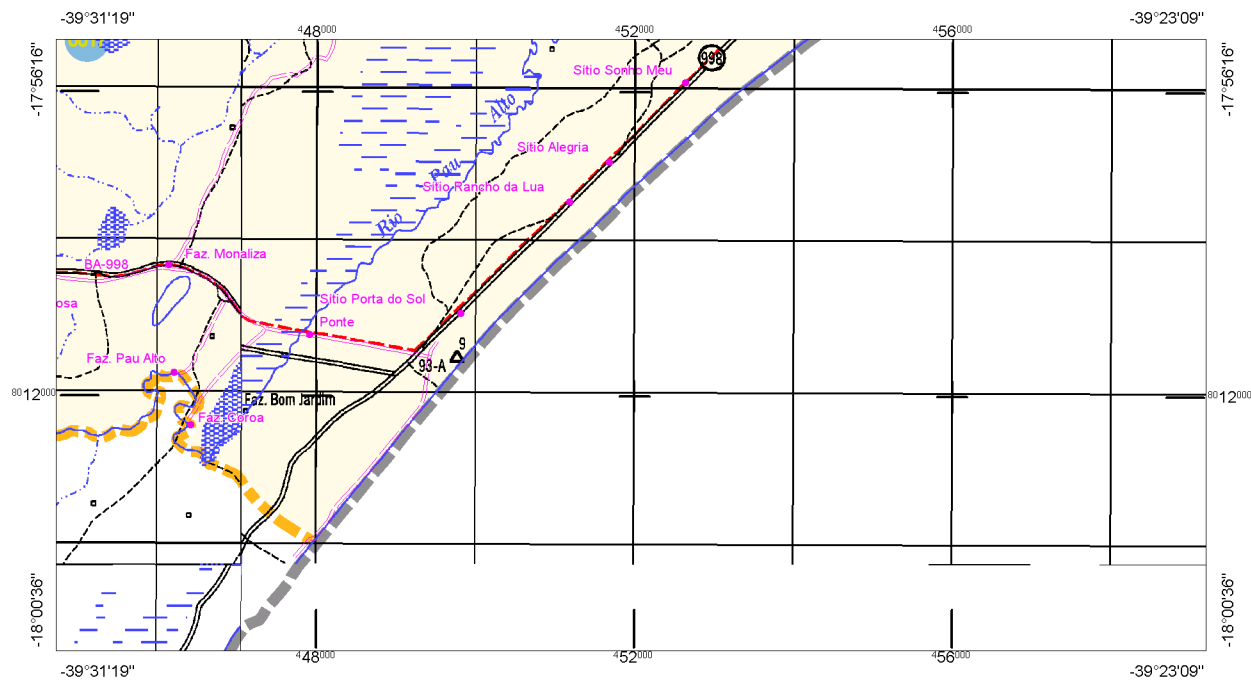 -39°31'19"
-39°23'09"
448000
452000
456000
-17°56'16"
-17°56'16"
998
Sítio Sonho Meu
Alto
Sítio Alegria
Pau
Sítio Rancho da Lua
Rio
Faz. Monaliza
BA-998
osa
Sítio Porta do Sol
Ponte
9
93-A
Faz. Pau Alto
8012000
8012000
Faz. Bom Jardim
Faz. Coroa
-18°00'36"
-18°00'36"
448000
452000
456000
-39°31'19"
-39°23'09"